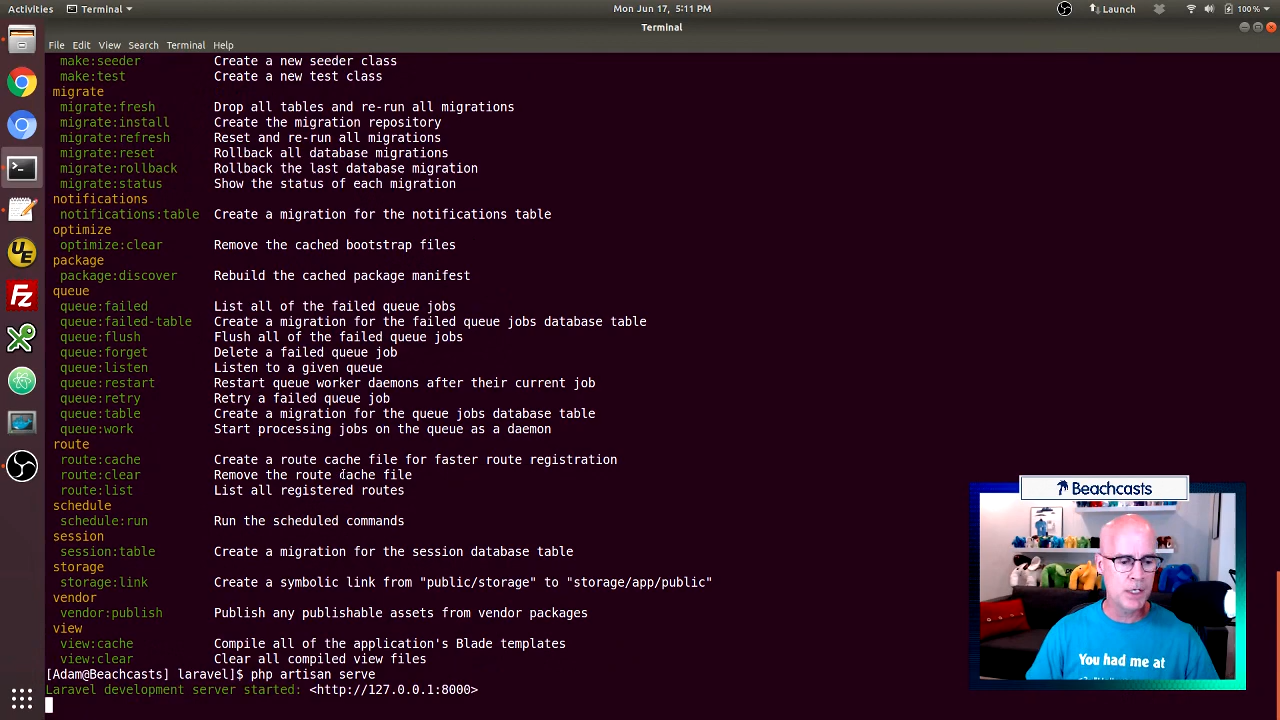 Activities Terminal Mon Jun 17, 5:11 PM Launch 100%
Terminal
File Edit View Search Terminal Help
make:seeder Create a new seeder class
make:test Create a new test class
migrate
migrate:fresh Drop all tables and re-run all migrations
migrate:install Create the migration repository
migrate:refresh Reset and re-run all migrations
migrate:reset Rollback all database migrations
migrate:rollback Rollback the last database migration
migrate:status Show the status of each migration
notifications
notifications:table Create a migration for the notifications table
optimize
optimize:clear Remove the cached bootstrap files
package
package:discover Rebuild the cached package manifest
queue
queue:failed List all of the failed queue jobs
queue:failed-table Create a migration for the failed queue jobs database table
queue:flush Flush all of the failed queue jobs
queue:forget Delete a failed queue job
queue:listen Listen to a given queue
queue:restart Restart queue worker daemons after their current job
queue:retry Retry a failed queue job
queue:table Create a migration for the queue jobs database table
queue:work Start processing jobs on the queue as a daemon
route
route:cache Create a route cache file for faster route registration
route:clear Remove the route cache file
route:list List all registered routes
schedule
schedule:run Run the scheduled commands
session
session:table Create a migration for the session database table
storage
storage:link Create a symbolic link from "public/storage" to "storage/app/public"
vendor
vendor:publish Publish any publishable assets from vendor packages
view
view:cache Compile all of the application's Blade templates
view:clear Clear all compiled view files
[Adam@Beachcasts] laravel]$ php artisan serve
Laravel development server started: <http://127.0.0.1:8000>
UE
Fz
Beachcasts
You had me at